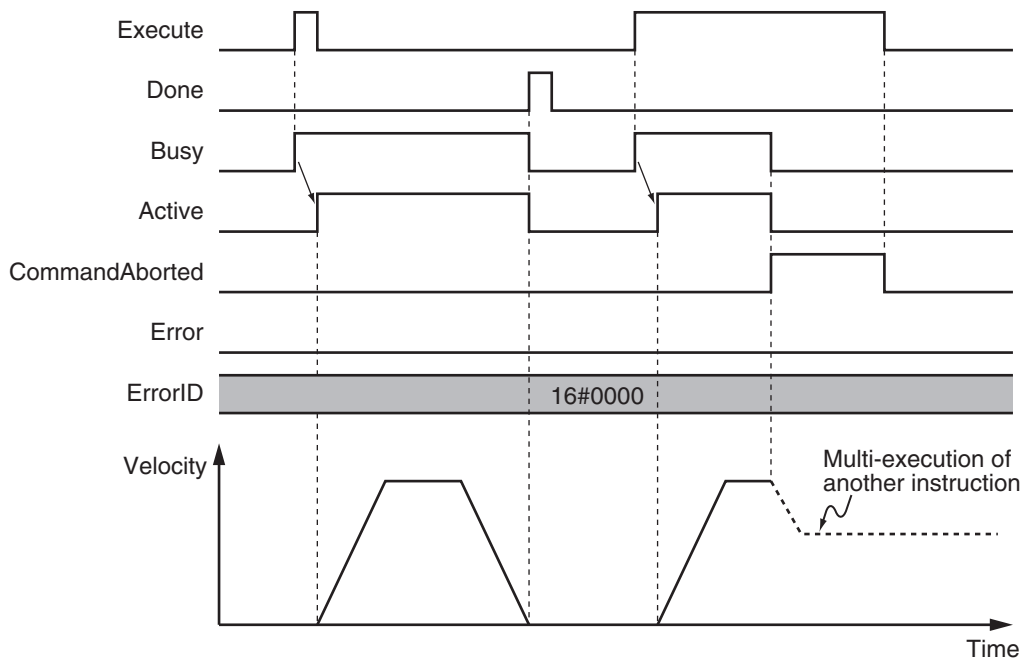 Execute
Done
Busy
Active
CommandAborted
Error
ErrorID
16#0000
Velocity
Multi-execution of
another instruction
Time